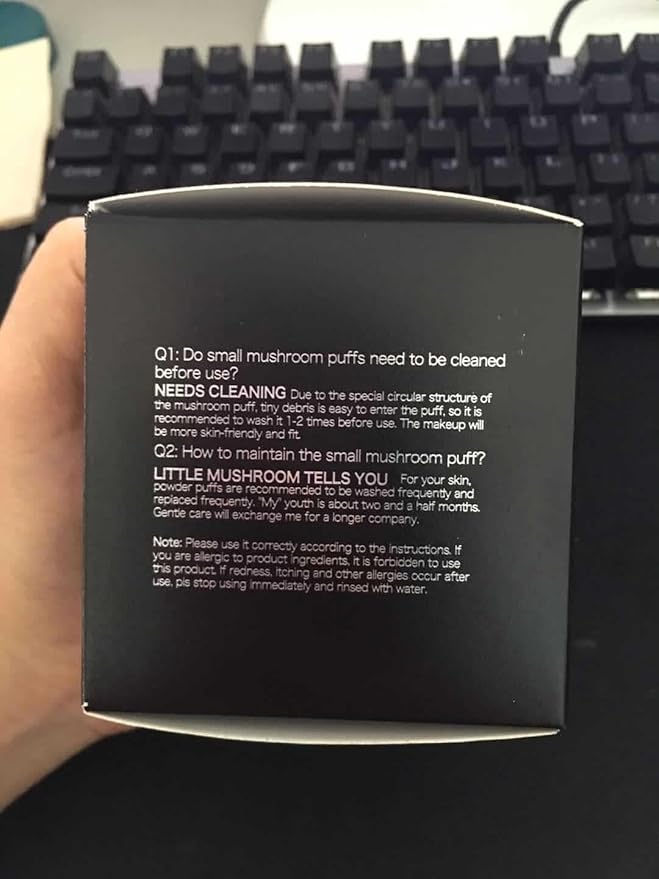 Q1: Do small mushroom puffs need to be cleaned
before use?
NEEDS CLEANING Due to the special circular structure of
the mushroom puff, tiny debris is easy to enter the puff, so it is
recommended to wash it 1-2 times before use. The makeup will
be more skin-friendly and fit.
Q2: How to maintain the small mushroom puff?
LITTLE MUSHROOM TELLS YOU For your skin,
powder puffs are recommended to be washed frequently and
replaced frequently. "My" youth is about two and a half months.
Gentle care will exchange me for a longer company.
Note: Please use it correctly according to the instructions. If
you are allergic to product ingredients, it is forbidden to use
this product. If redness, itching and other allergies occur after
use, pls stop using immediately and rinsed with water.